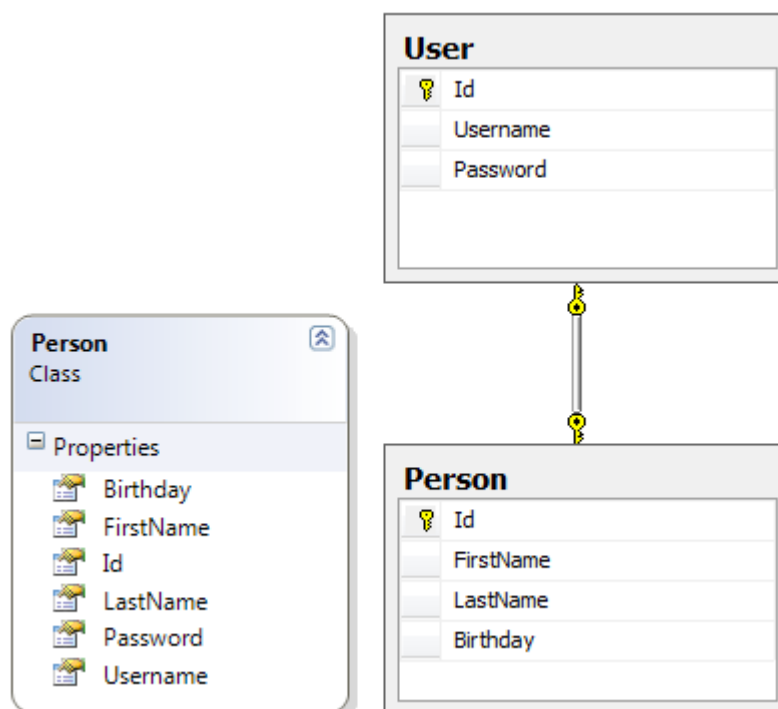 User
Id
Username
Password
Person
Class
Properties
Birthday
FirstName
Id
LastName
Password
Username
Person
Id
FirstName
LastName
Birthday